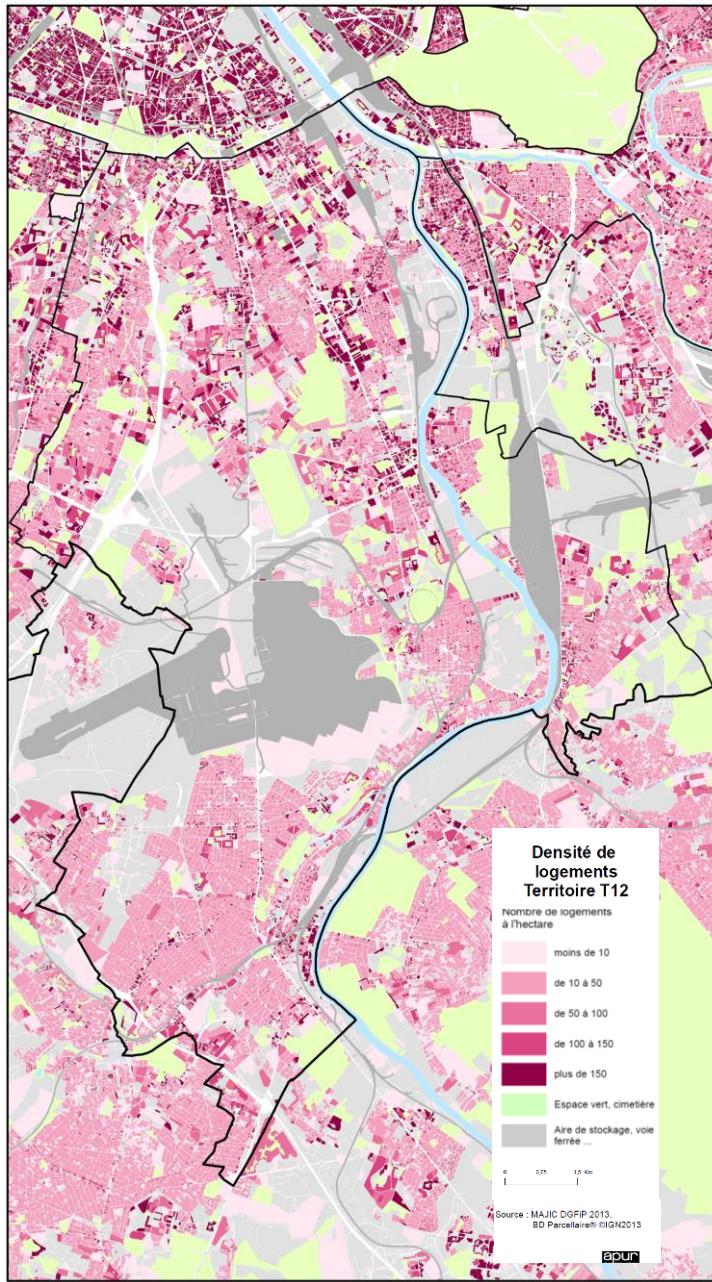 Densité de
logements
Territoire T12
Nombre de logements
à l'hectare
moins de 10
de 10 à 50
de 50 à 100
de 100 à 150
plus de 150
Espace vert, cimetière
Aire de stockage, voie
ferrée ...
0 0,75 1,5 Km
Source : MAJIC DGFiP 2013,
BD Parcellaire® ©IGN2013
apur